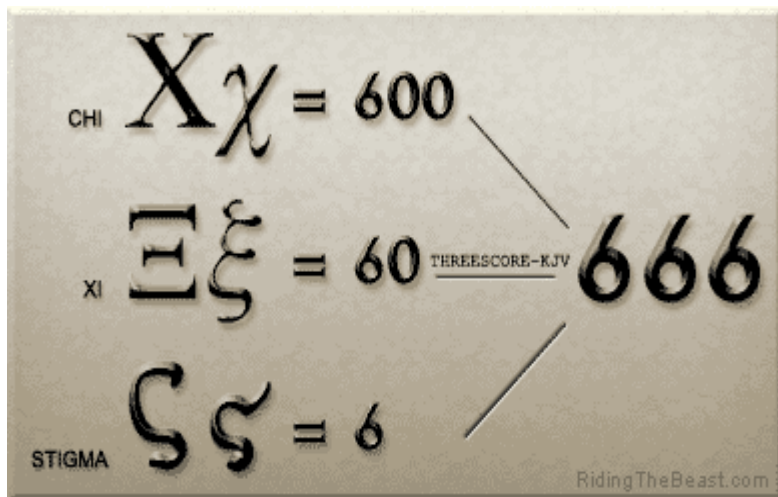 CHI Χχ = 600
THREESCORE-KJV 666
XI Ξξ = 60
STIGMA Ϛϛ = 6
RidingTheBeast.com